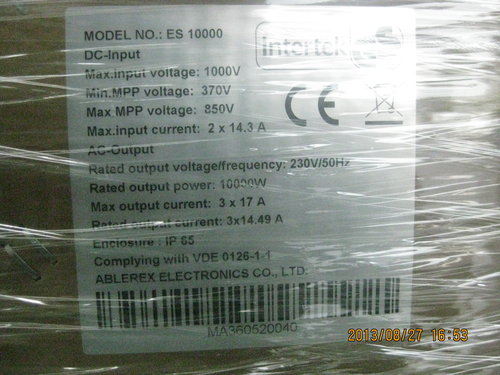 MODEL NO.: ES 10000
intertek
DC-Input
Max.input voltage: 1000V
Min.MPP voltage: 370V
Max MPP voltage: 850V
Max.input current: 2 x 14.3 A
CE
AC-Output
Rated output voltage/frequency: 230V/50Hz
Rated output power: 10000W
Max output current: 3 x 17 A
Rated output current: 3x14.49 A
Enclosure : IP 65
Complying with VDE 0126-1-1
ABLEREX ELECTRONICS CO., LTD.
MA360520040
2013/08/27 16:53